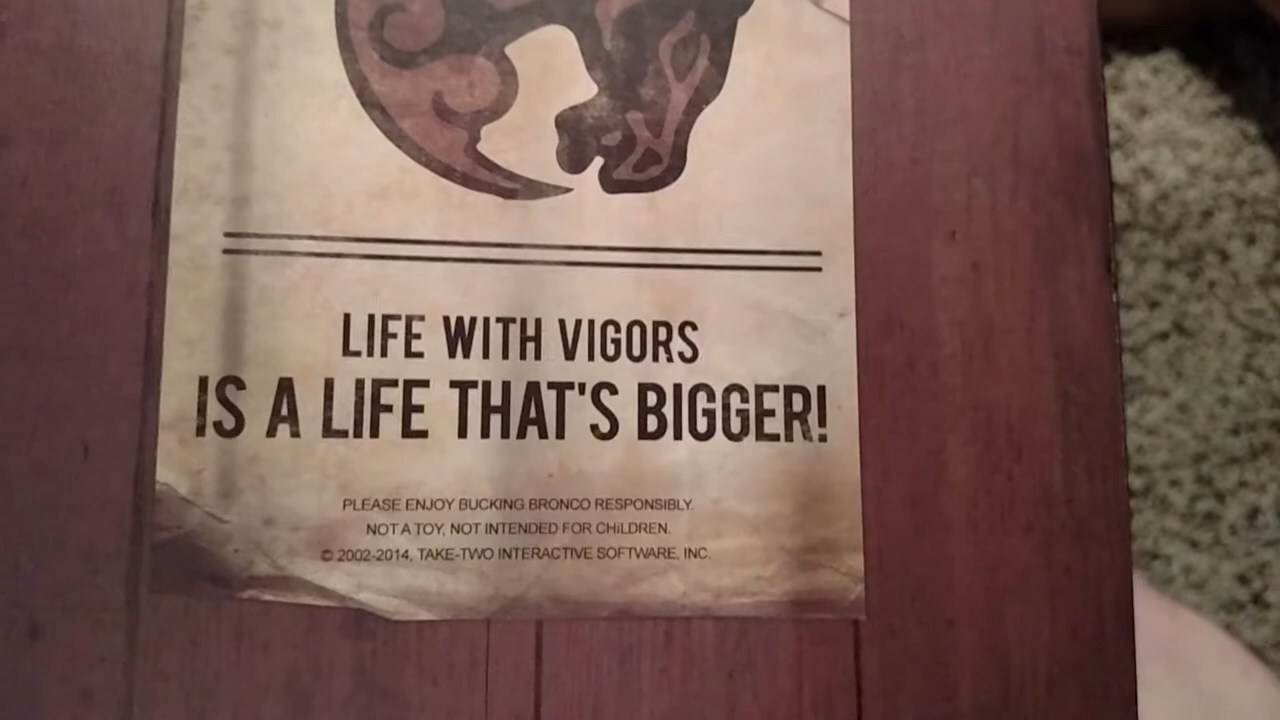 LIFE WITH VIGORS
IS A LIFE THAT'S BIGGER!
PLEASE ENJOY BUCKING BRONCO RESPONSIBLY.
NOT A TOY, NOT INTENDED FOR CHiLDREN.
© 2002-2014, TAKE-TWO INTERACTIVE SOFTWARE, INC.